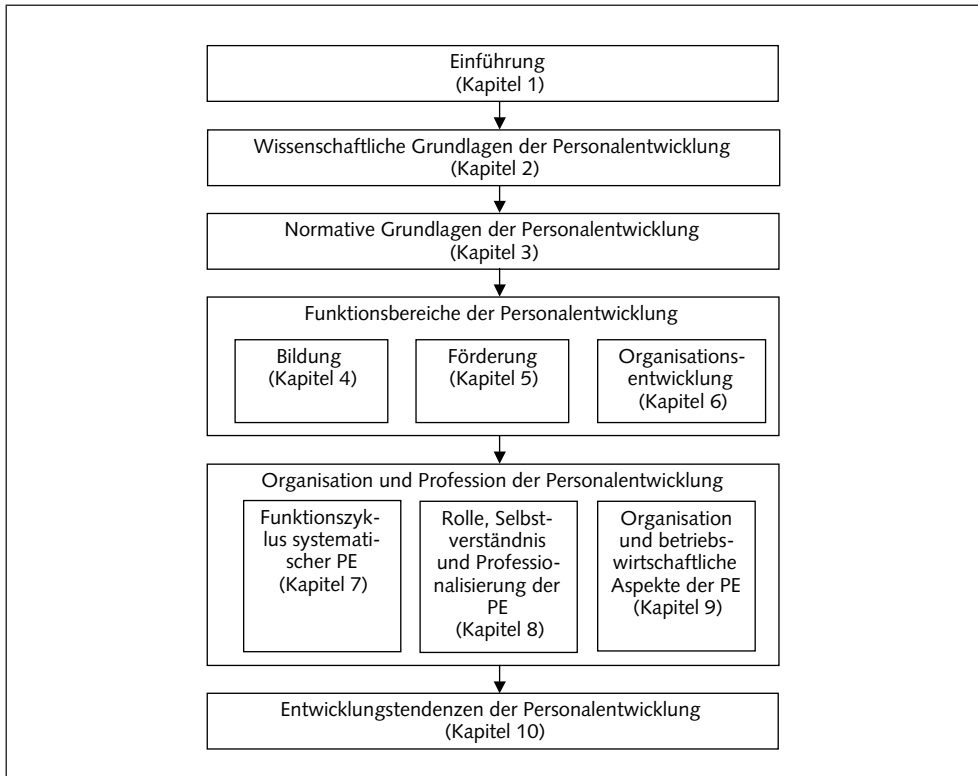 Einführung
(Kapitel 1)
Wissenschaftliche Grundlagen der Personalentwicklung
(Kapitel 2)
Normative Grundlagen der Personalentwicklung
(Kapitel 3)
Funktionsbereiche der Personalentwicklung
Bildung
(Kapitel 4)
Förderung
(Kapitel 5)
Organisations-
entwicklung
(Kapitel 6)
Organisation und Profession der Personalentwicklung
Funktionszyk-
lus systemati-
scher PE
(Kapitel 7)
Rolle, Selbst-
verständnis
und Professio-
nalisierung der
PE
(Kapitel 8)
Organisation
und betriebs-
wirtschaftliche
Aspekte der PE
(Kapitel 9)
Entwicklungstendenzen der Personalentwicklung
(Kapitel 10)